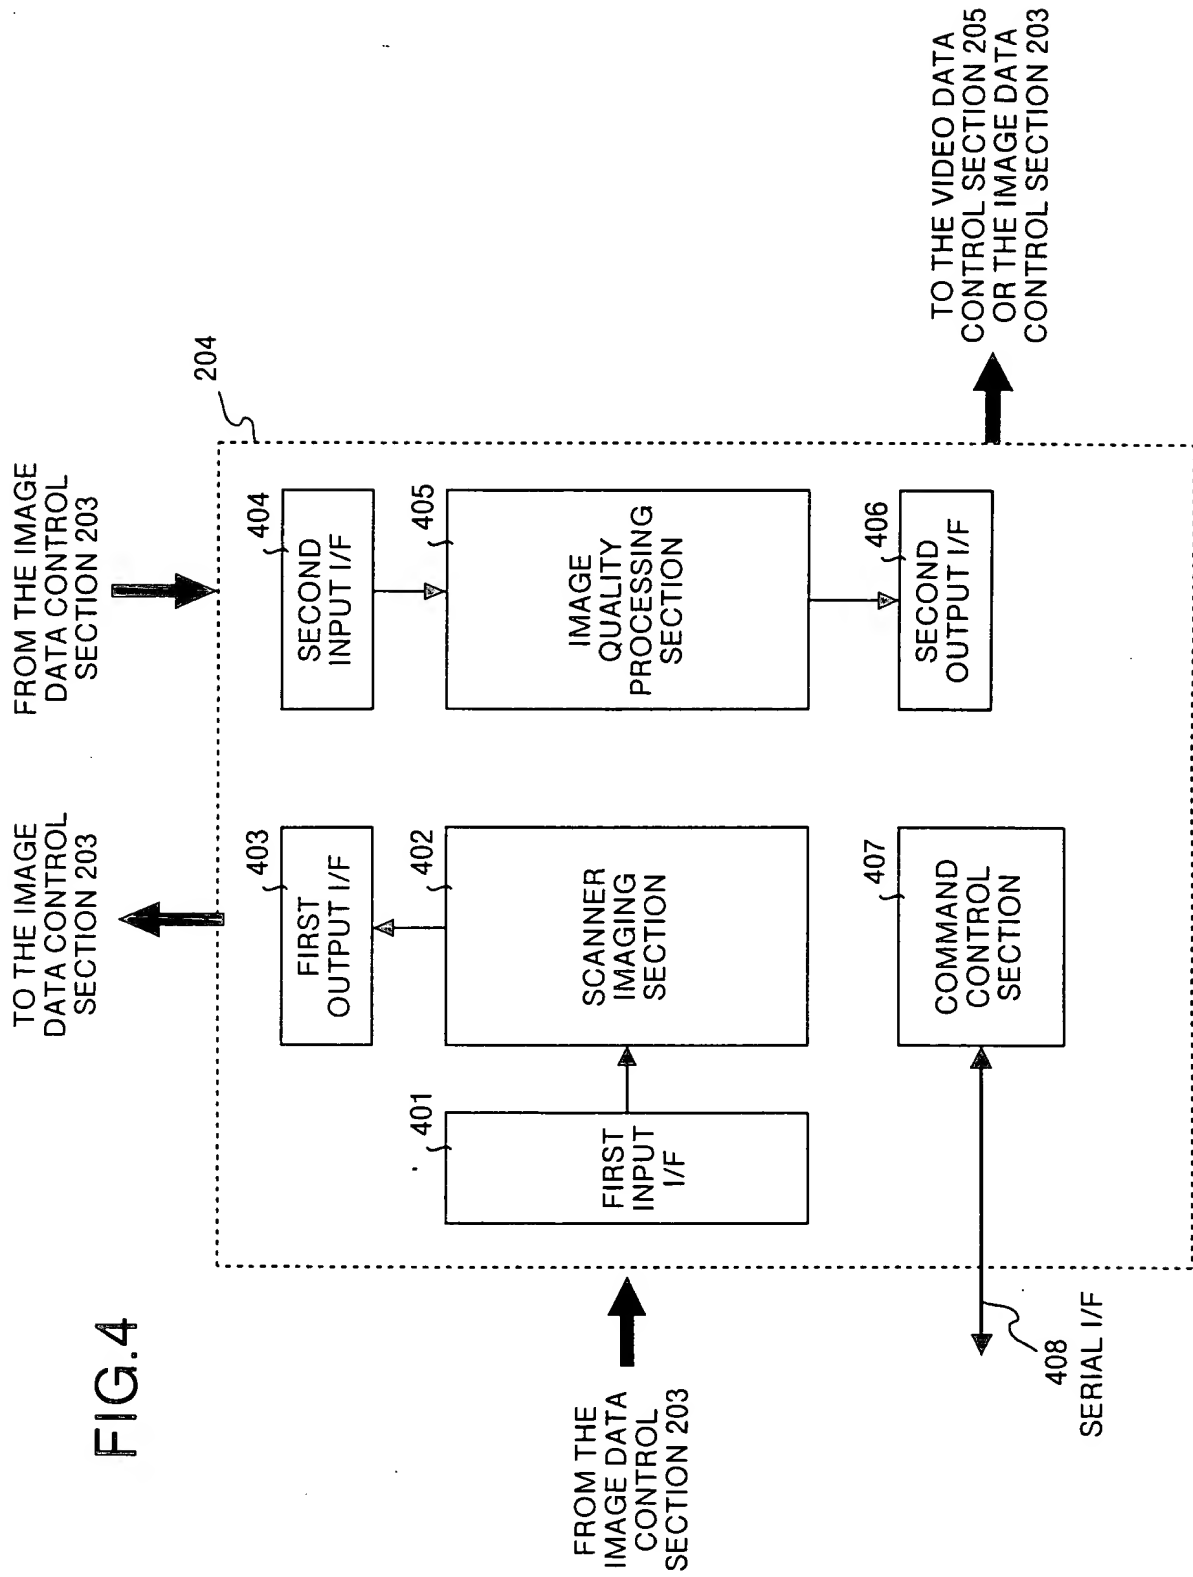 FIG.4
TO THE IMAGE
DATA CONTROL
SECTION 203
FROM THE IMAGE
DATA CONTROL
SECTION 203
204
403
FIRST
OUTPUT I/F
404
SECOND
INPUT I/F
FROM THE
IMAGE DATA
CONTROL
SECTION 203
401
FIRST
INPUT
I/F
402
SCANNER
IMAGING
SECTION
405
IMAGE
QUALITY
PROCESSING
SECTION
407
COMMAND
CONTROL
SECTION
406
SECOND
OUTPUT I/F
408
SERIAL I/F
TO THE VIDEO DATA
CONTROL SECTION 205
OR THE IMAGE DATA
CONTROL SECTION 203